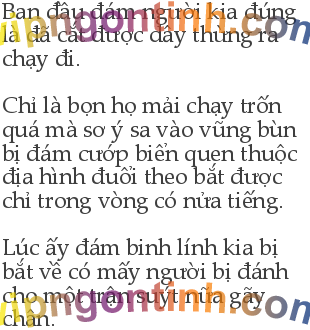 Ban đầu đám người kia đúng
là đã cắt được dây thừng ra
chạy đi.
Chỉ là bọn họ mải chạy trốn
quá mà sơ ý sa vào vũng bùn
bị đám cướp biển quen thuộc
địa hình đuổi theo bắt được
chỉ trong vòng có nửa tiếng.
Lúc ấy đám binh lính kia bị
bắt về có mấy người bị đánh
cho một trận suýt nữa gãy
chân.
vipngontinh.com
vipngontinh.com